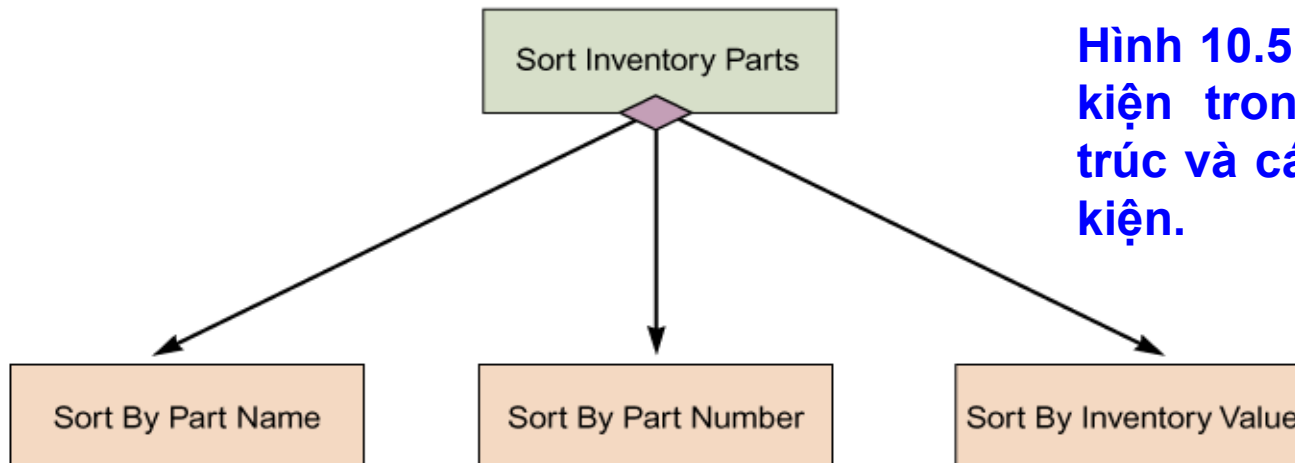 Sort Inventory Parts
Hình 10.5
kiện tron
trúc và cá
kiện.
Sort By Part Name
Sort By Part Number
Sort By Inventory Value